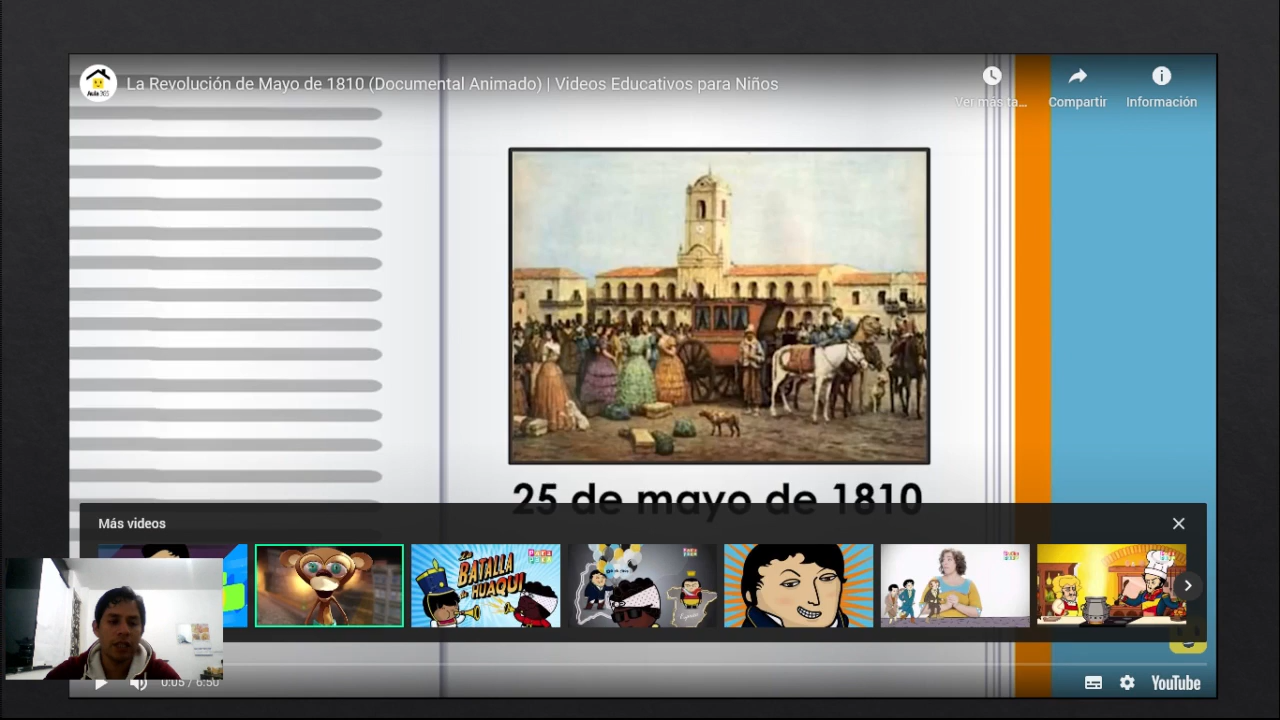 La Revolución de Mayo de 1810 (Documental Animado) | Videos Educativos para Niños
Ver más ta...
Compartir
Información
25 de mayo de 1810
Más videos
La
BATALLA
de HUAQUI
0:05 / 6:50
YouTube